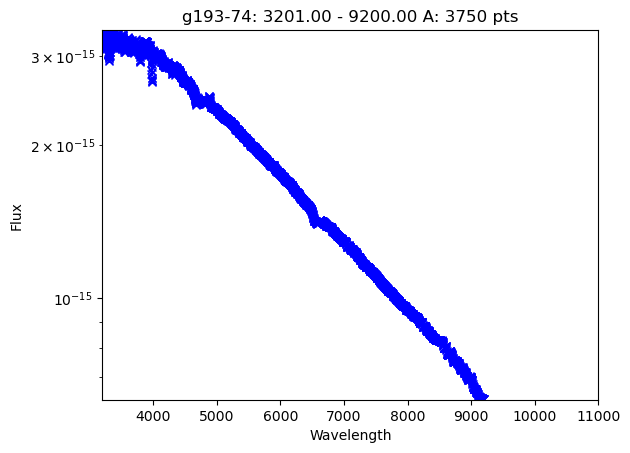 g193-74: 3201.00 - 9200.00 A: 3750 pts
3 × 10⁻¹⁵
2 × 10⁻¹⁵
10⁻¹⁵
Flux
4000 5000 6000 7000 8000 9000 10000 11000
Wavelength